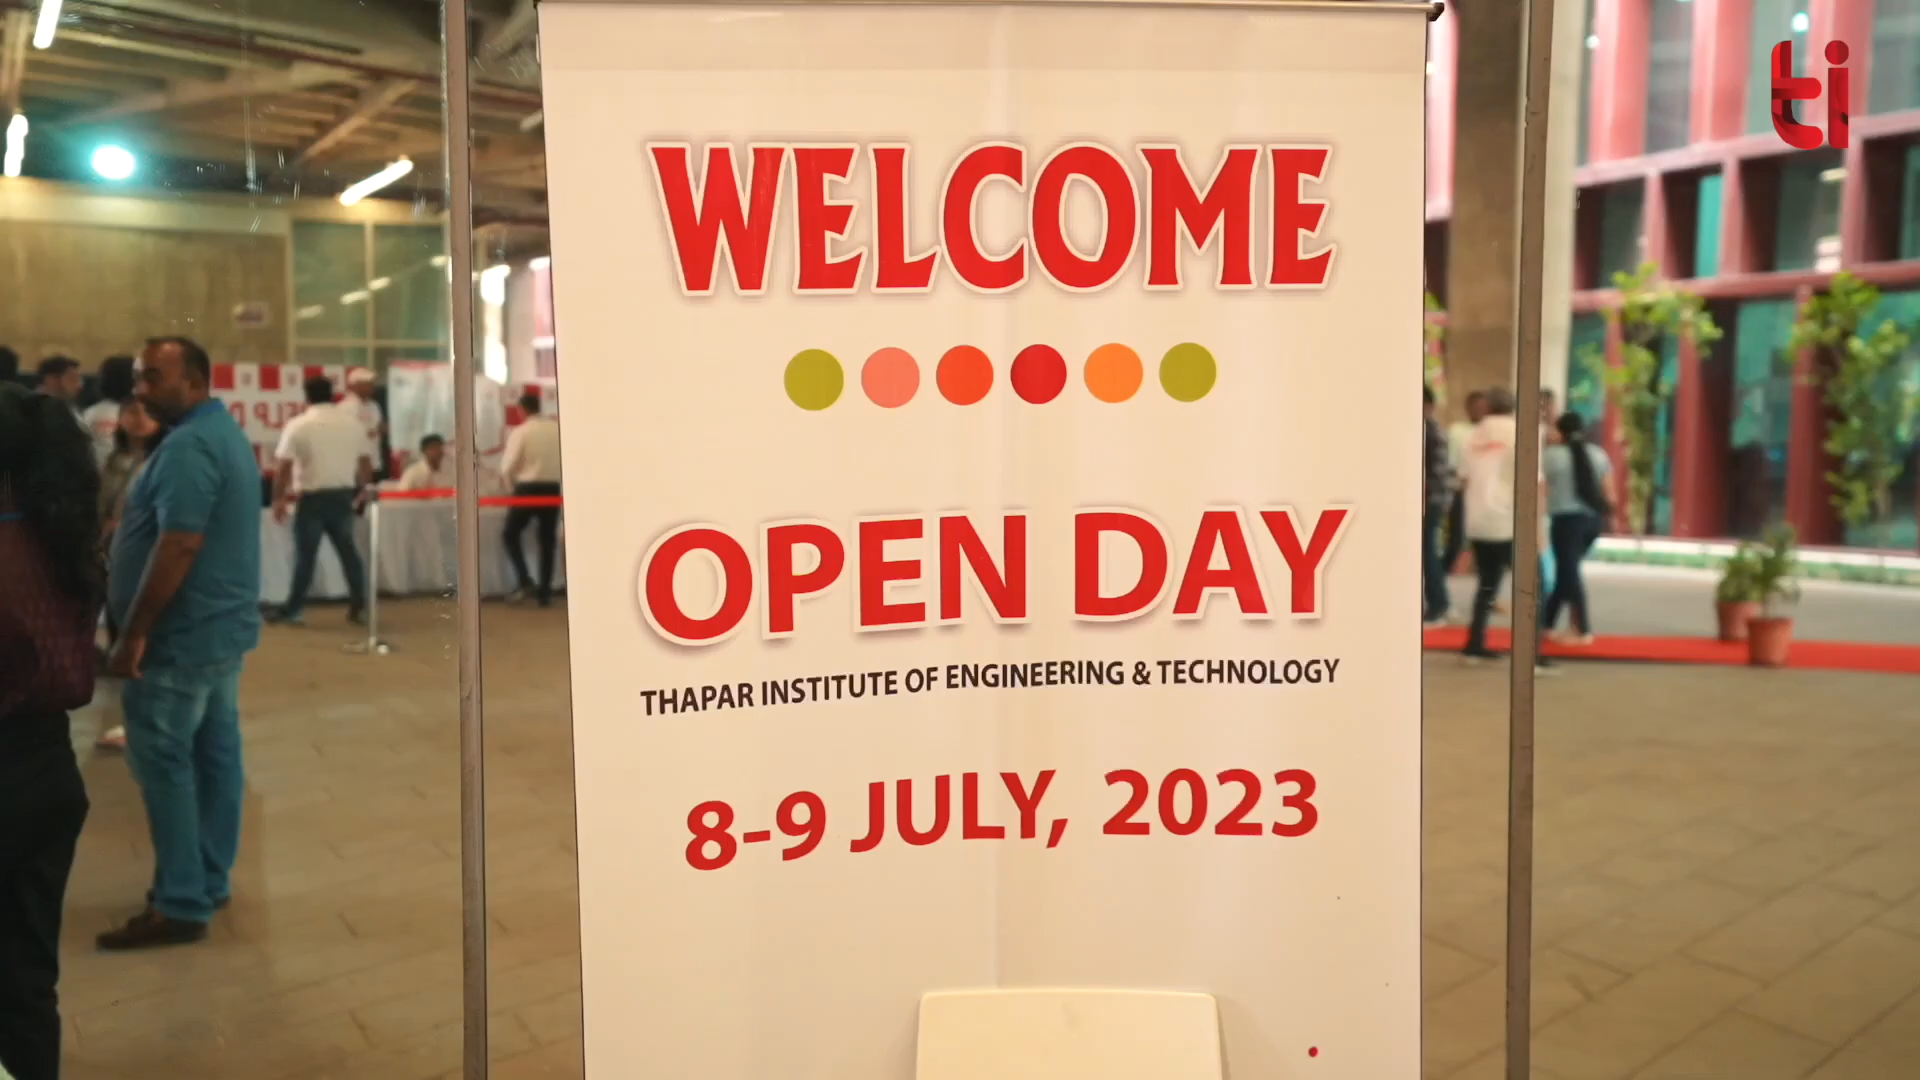 ti
WELCOME
OPEN DAY
THAPAR INSTITUTE OF ENGINEERING & TECHNOLOGY
8-9 JULY, 2023